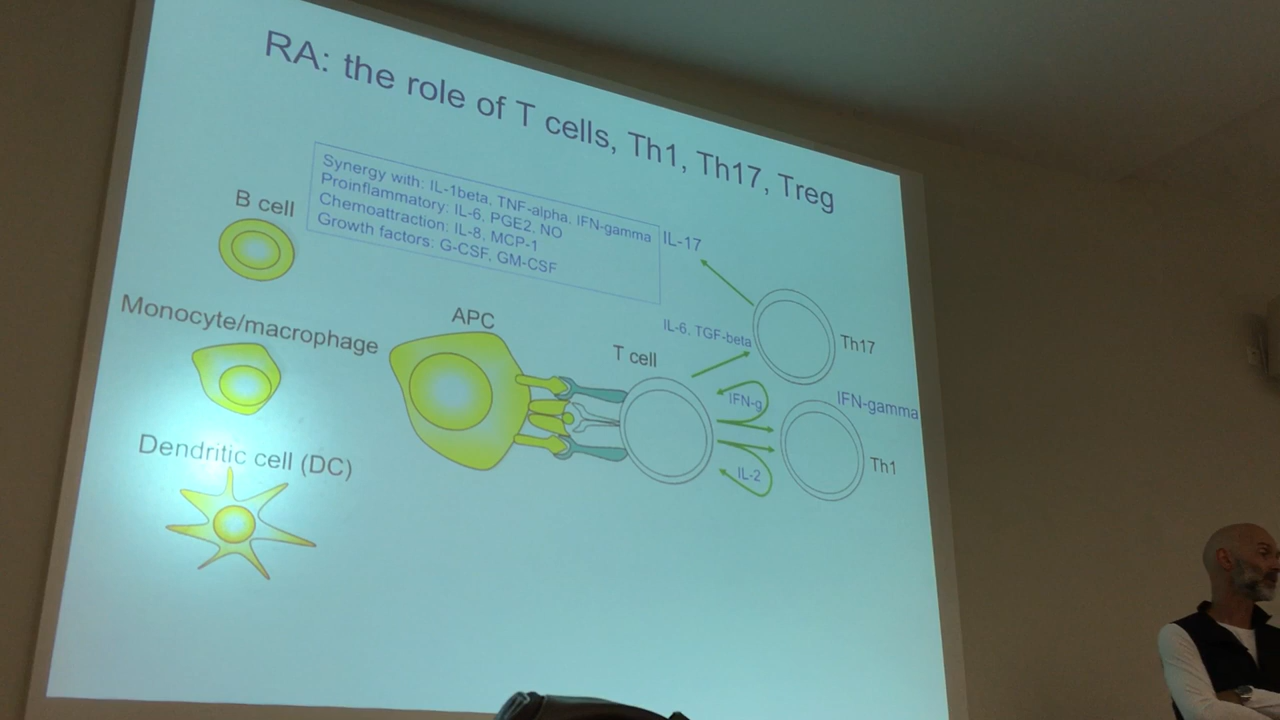 RA: the role of T cells, Th1, Th17, Treg
Synergy with: IL-1beta, TNF-alpha, IFN-gamma
Proinflammatory: IL-6, PGE2, NO
Chemoattraction: IL-8, MCP-1
Growth factors: G-CSF, GM-CSF
IL-17
B cell
Monocyte/macrophage
APC
T cell
IL-6, TGF-beta
Th17
IFN-g
IFN-gamma
Th1
IL-2
Dendritic cell (DC)